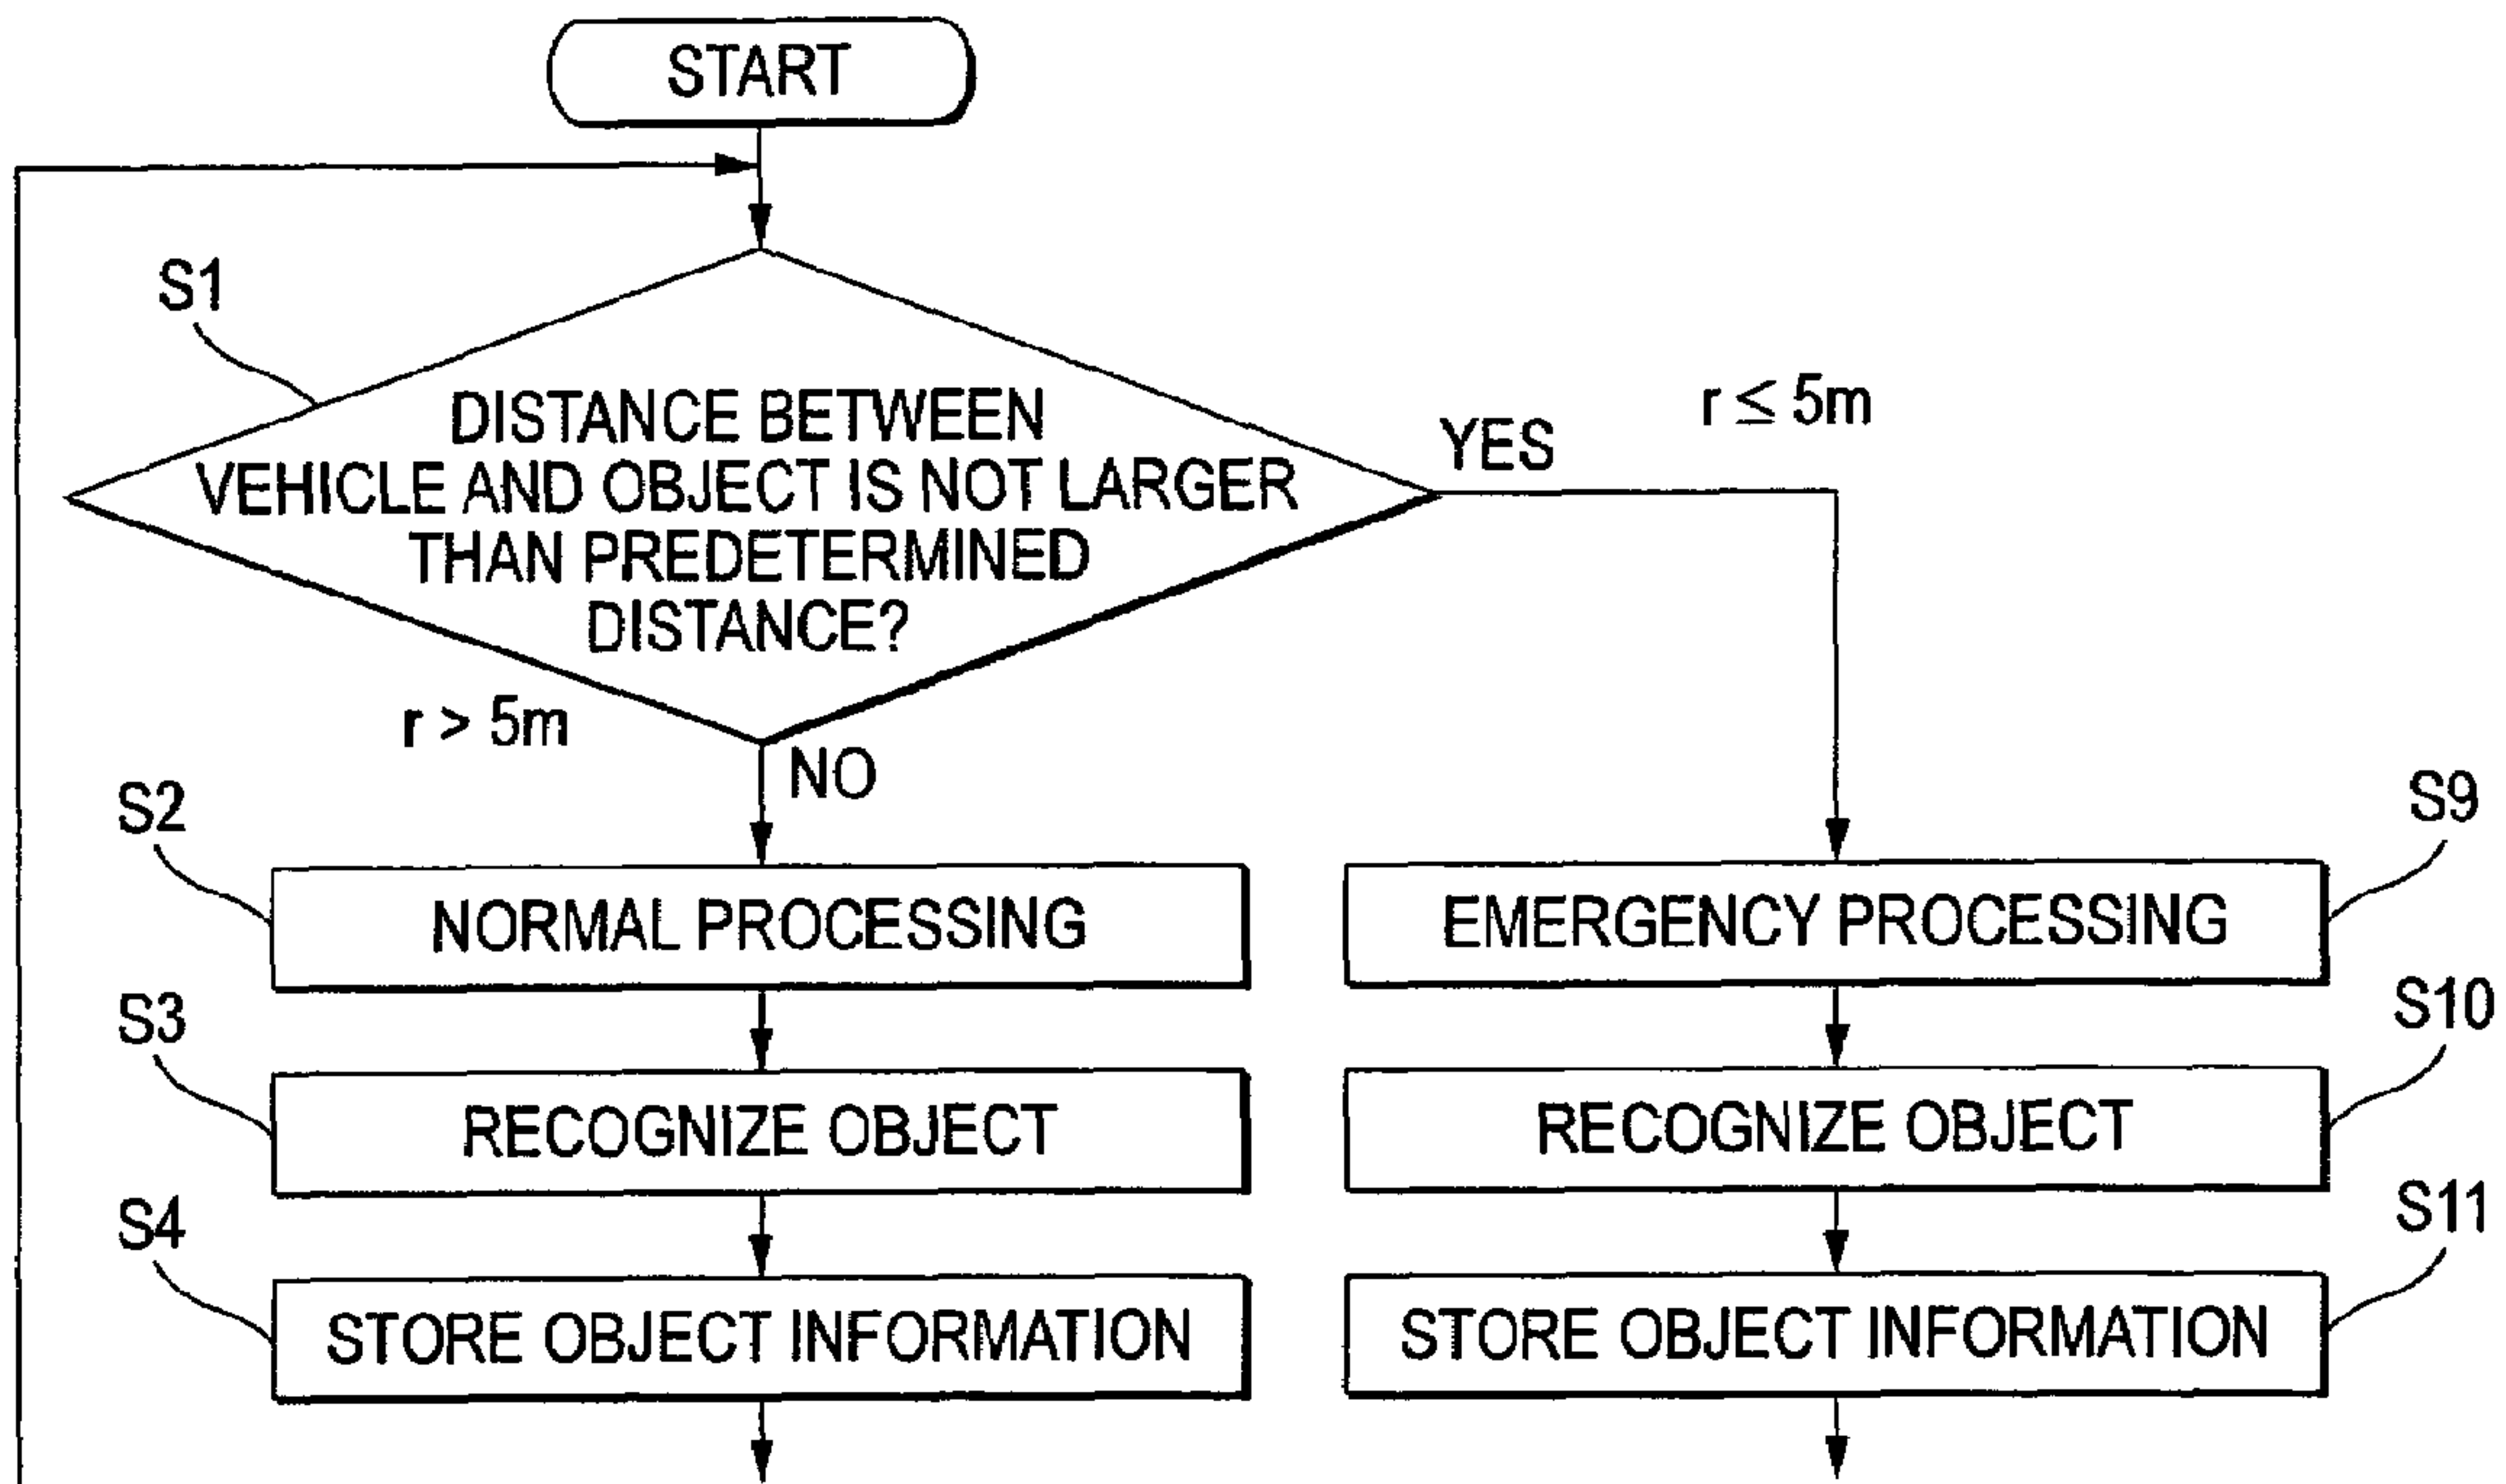 START
S1
DISTANCE BETWEEN
VEHICLE AND OBJECT IS NOT LARGER
THAN PREDETERMINED
DISTANCE?
r ≤ 5m
YES
r > 5m
NO
S2
NORMAL PROCESSING
S9
EMERGENCY PROCESSING
S3
RECOGNIZE OBJECT
S10
RECOGNIZE OBJECT
S4
STORE OBJECT INFORMATION
S11
STORE OBJECT INFORMATION